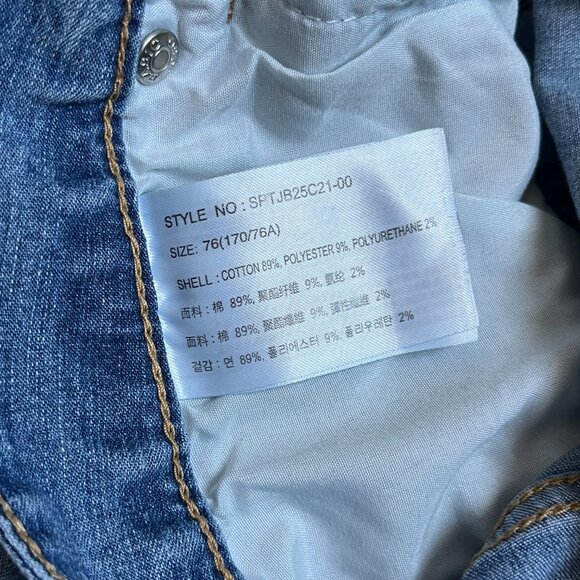 STYLE NO : SPTJB25C21-00
SIZE: 76(170/76A)
SHELL : COTTON 89%, POLYESTER 9%, POLYURETHANE 2%
面料 : 棉 89%, 聚酯纤维 9%, 氨纶 2%
面料 : 棉 89%, 聚酯纖維 9%, 彈性纖維 2%
겉감 : 면 89%, 폴리에스터 9%, 폴리우레탄 2%